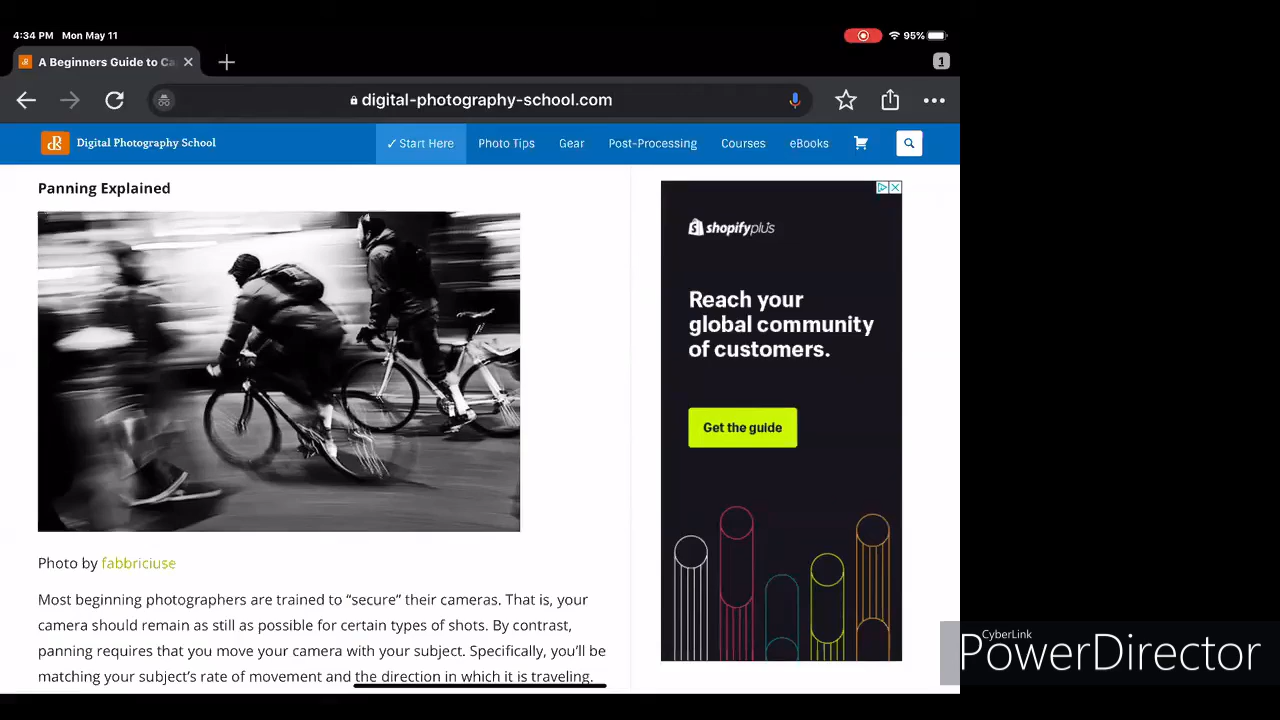 4:34 PM Mon May 11
95%
A Beginners Guide to Ca
1
digital-photography-school.com
dPS
Digital Photography School
✓ Start Here
Photo Tips
Gear
Post-Processing
Courses
eBooks
Panning Explained
shopifyplus
Reach your
global community
of customers.
Get the guide
Photo by fabbriciuse
Most beginning photographers are trained to “secure” their cameras. That is, your
camera should remain as still as possible for certain types of shots. By contrast,
panning requires that you move your camera with your subject. Specifically, you’ll be
matching your subject’s rate of movement and the direction in which it is traveling.
CyberLink
PowerDirector